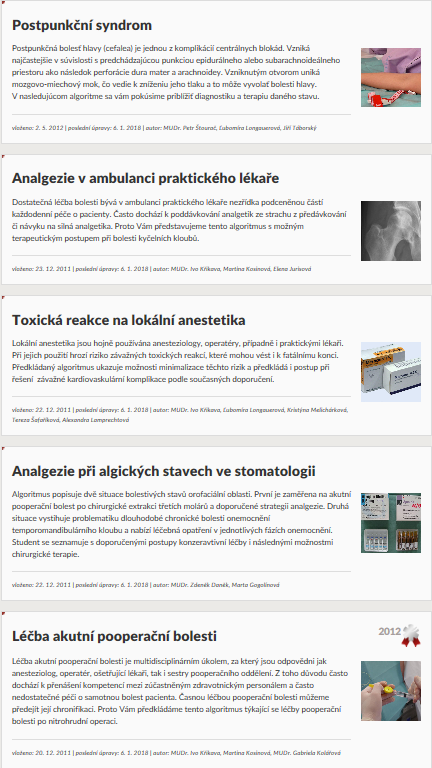 Postpunkční syndrom
Postpunkčná bolesť hlavy (cefalea) je jednou z komplikácií centrálnych blokád. Vzniká
najčastejšie v súvislosti s predchádzajúcou punkciou epidurálneho alebo subarachnoideálneho
priestoru ako následok perforácie dura mater a arachnoidey. Vzniknutým otvorom uniká
mozgovo-miechový mok, čo vedie k zníženiu jeho tlaku a to môže vyvolať bolesti hlavy.
V nasledujúcom algoritme sa vám pokúsime priblížiť diagnostiku a terapiu daného stavu.
vloženo: 2. 5. 2012 | poslední úpravy: 6. 1. 2018 | autor: MUDr. Petr Štourač, Ľubomíra Longauerová, Jiří Táborský
Analgezie v ambulanci praktického lékaře
Dostatečná léčba bolesti bývá v ambulanci praktického lékaře nezřídka podceněnou částí
každodenní péče o pacienty. Často dochází k poddávkování analgetik ze strachu z předávkování
či návyku na silná analgetika. Proto Vám představujeme tento algoritmus s možným
terapeutickým postupem při bolesti kyčelních kloubů.
vloženo: 23. 12. 2011 | poslední úpravy: 6. 1. 2018 | autor: MUDr. Ivo Křikava, Martina Kosinová, Elena Jurisová
Toxická reakce na lokální anestetika
Lokální anestetika jsou hojně používána anesteziology, operatéry, případně i praktickými lékaři.
Při jejich použití hrozí riziko závažných toxických reakcí, které mohou vést i k fatálnímu konci.
Předkládaný algoritmus ukazuje možnosti minimalizace těchto rizik a předkládá i postup při
řešení  závažné kardiovaskulární komplikace podle současných doporučení.
vloženo: 22. 12. 2011 | poslední úpravy: 6. 1. 2018 | autor: MUDr. Ivo Křikava, Ľubomíra Longauerová, Kristýna Melichárková,
Tereza Šafaříková, Alexandra Lamprechtová
Analgezie při algických stavech ve stomatologii
Algoritmus popisuje dvě situace bolestivých stavů orofaciální oblasti. První je zaměřena na akutní
pooperační bolest po chirurgické extrakci třetích molárů a doporučené strategii analgezie. Druhá
situace vystihuje problematiku dlouhodobé chronické bolesti onemocnění
temporomandibulárního kloubu a nabízí léčebná opatření v jednotlivých fázích onemocnění.
Student se seznamuje s doporučenými postupy konzeravtivní léčby i následnými možnostmi
chirurgické terapie.
vloženo: 22. 12. 2011 | poslední úpravy: 6. 1. 2018 | autor: MUDr. Zdeněk Daněk, Marta Gogolinová
2012
Léčba akutní pooperační bolesti
Léčba akutní pooperační bolesti je multidisciplinárním úkolem, za který jsou odpovědni jak
anesteziolog, operatér, ošetřující lékaři, tak i sestry pooperačního oddělení. Z toho důvodu často
dochází k přenášení kompetencí mezi zúčastněným zdravotnickým personálem a často
nedostatečné péči o samotnou bolest pacienta. Časnou léčbou pooperační bolesti můžeme
předejít její chronifikaci. Proto Vám předkládáme tento algoritmus týkající se léčby pooperační
bolesti po nitrohrudní operaci.
vloženo: 20. 12. 2011 | poslední úpravy: 6. 1. 2018 | autor: MUDr. Ivo Křikava, Martina Kosinová, MUDr. Gabriela Kolářová